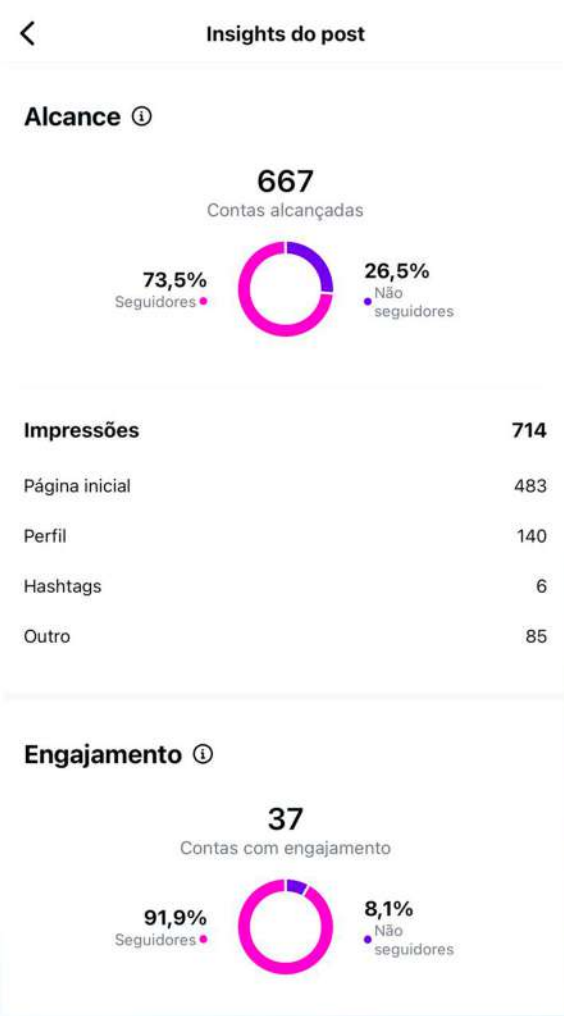 Insights do post
Alcance
667
Contas alcançadas
73,5%
Seguidores
26,5%
Não
seguidores
Impressões 714
Página inicial 483
Perfil 140
Hashtags 6
Outro 85
Engajamento
37
Contas com engajamento
91,9%
Seguidores
8,1%
Não
seguidores